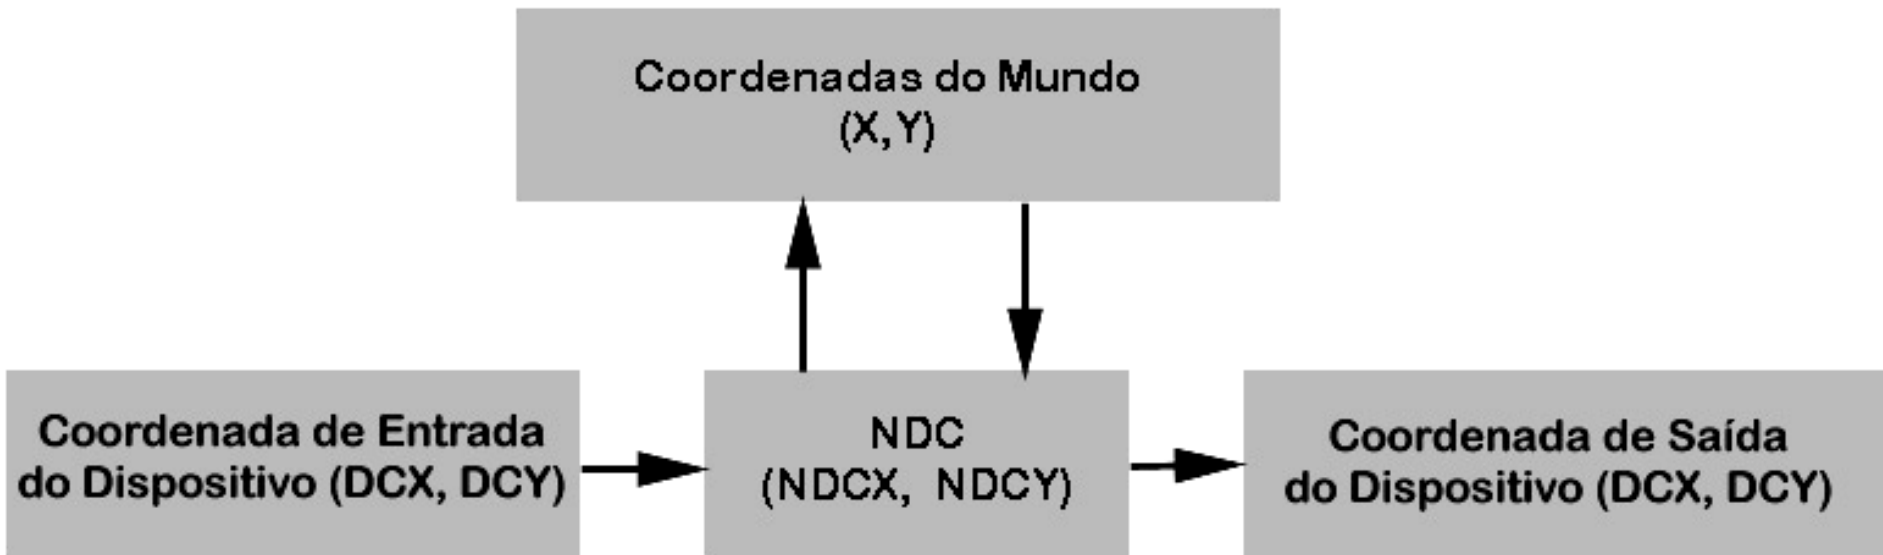 Coordenadas do Mundo
(X,Y)
Coordenada de Entrada
do Dispositivo (DCX, DCY)
NDC
(NDCX, NDCY)
Coordenada de Saída
do Dispositivo (DCX, DCY)